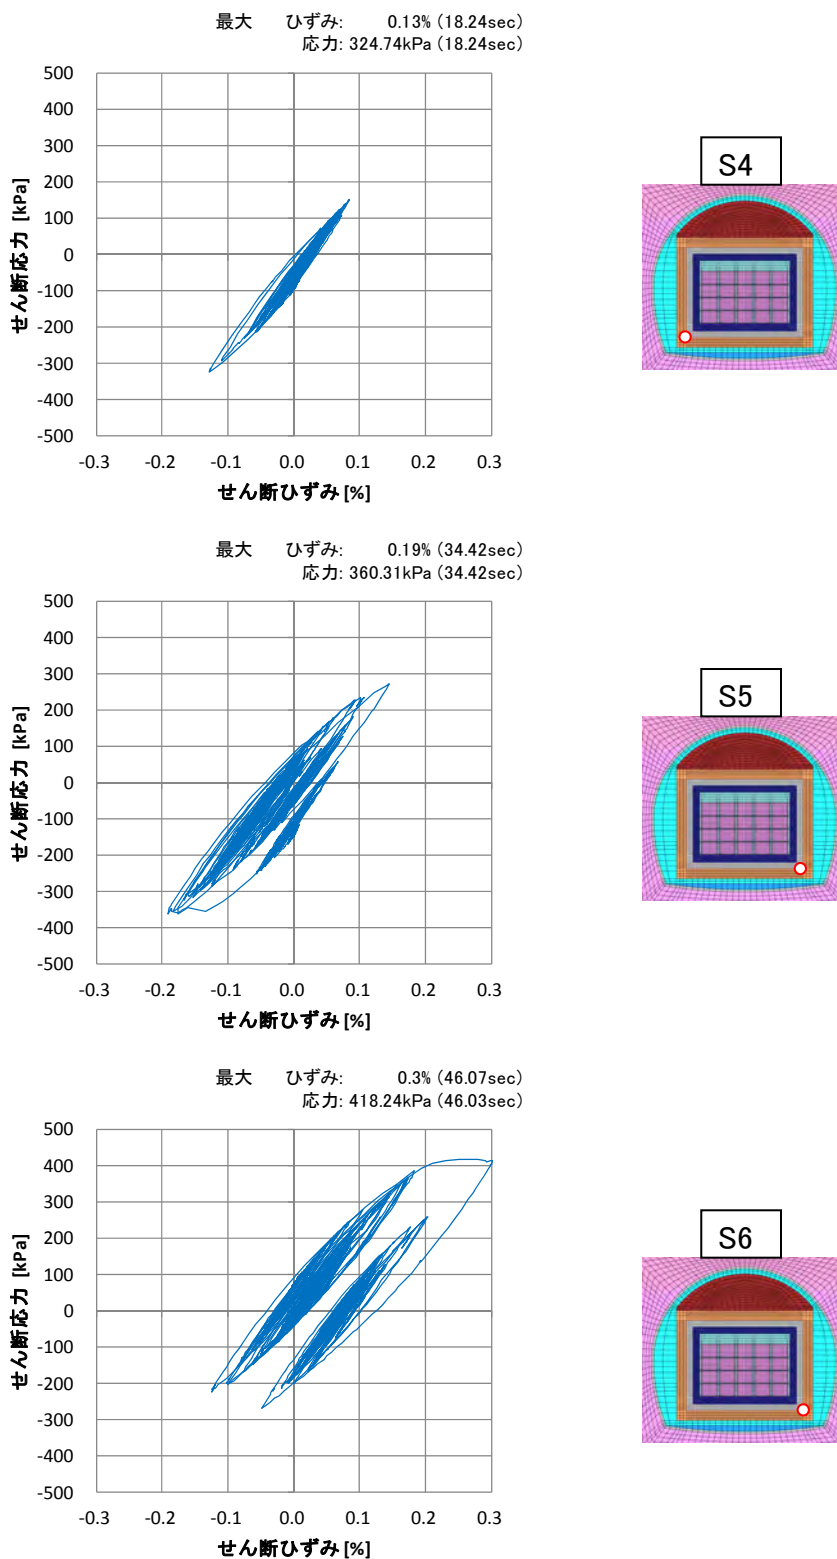 最大 ひずみ: 0.13% (18.24sec)
応力: 324.74kPa (18.24sec)
500
400
300
200
100
0
-100
-200
-300
-400
-500
せん断応力 [kPa]
-0.3 -0.2 -0.1 0.0 0.1 0.2 0.3
せん断ひずみ [%]
S4
最大 ひずみ: 0.19% (34.42sec)
応力: 360.31kPa (34.42sec)
500
400
300
200
100
0
-100
-200
-300
-400
-500
せん断応力 [kPa]
-0.3 -0.2 -0.1 0.0 0.1 0.2 0.3
せん断ひずみ [%]
S5
最大 ひずみ: 0.3% (46.07sec)
応力: 418.24kPa (46.03sec)
500
400
300
200
100
0
-100
-200
-300
-400
-500
せん断応力 [kPa]
-0.3 -0.2 -0.1 0.0 0.1 0.2 0.3
せん断ひずみ [%]
S6